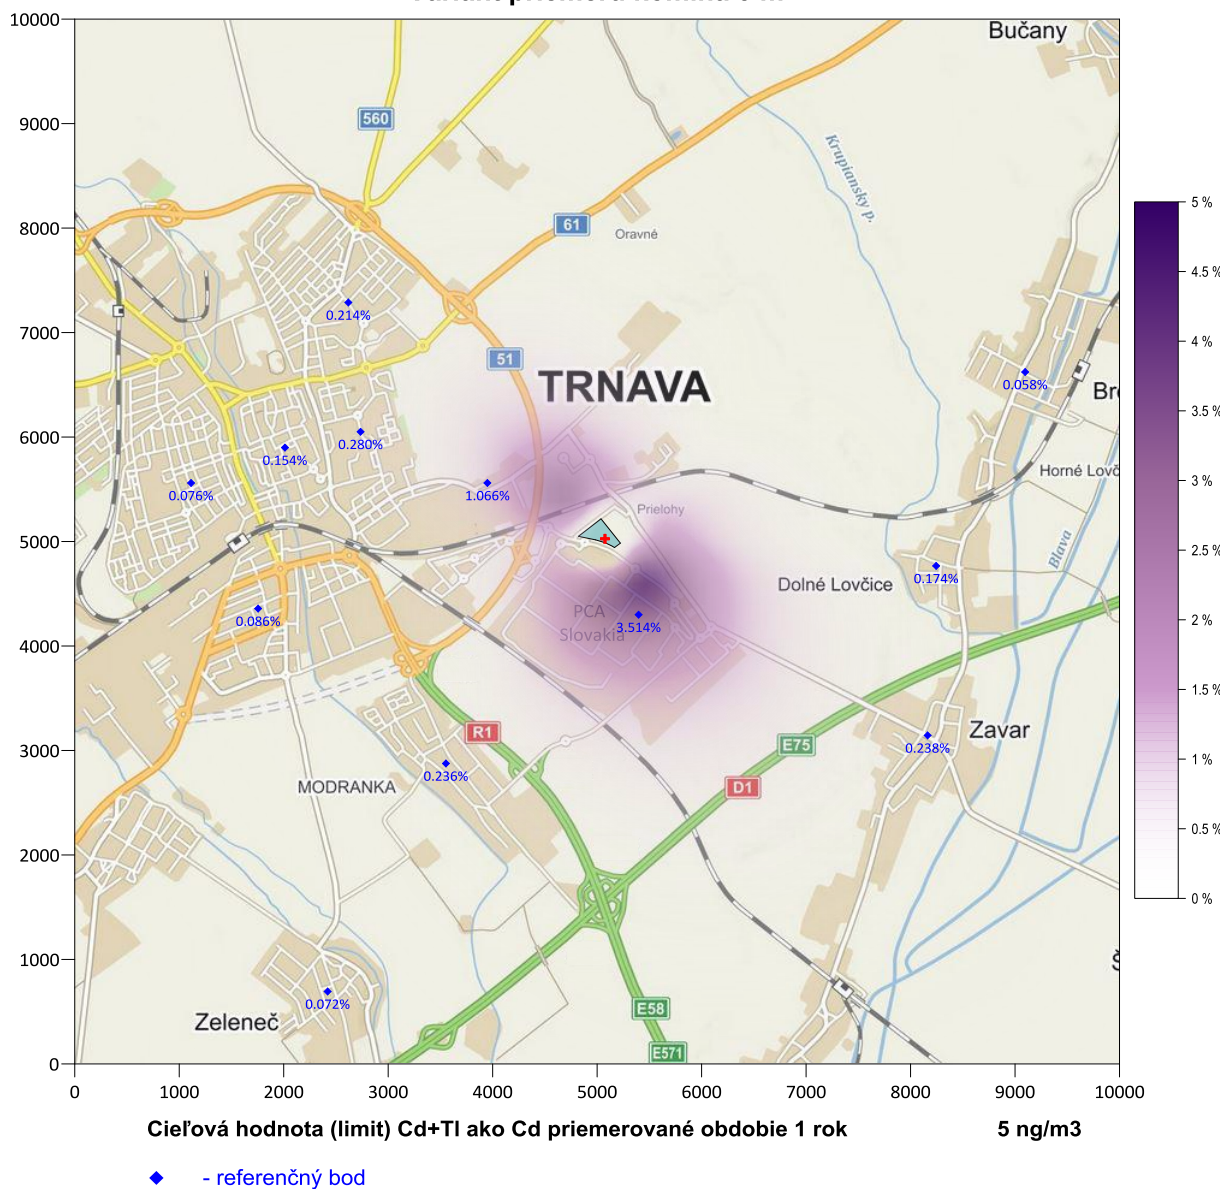 10000
Bučany
9000
560
Krupiansky p.
8000
61
Oravné
5 %
4.5 %
0.214%
7000
51
4 %
TRNAVA
0.058%
3.5 %
6000
0.280%
0.154%
Horné Lovč
3 %
0.076%
1.066%
Prielohy
5000
Blava
2.5 %
0.174%
Dolné Lovčice
PCA
Slovakia
0.086%
3.514%
4000
2 %
1.5 %
R1
E75
Zavar
3000
0.238%
0.236%
1 %
MODRANKA
D1
0.5 %
2000
0 %
1000
0.072%
Zeleneč
E58
E571
0
0 1000 2000 3000 4000 5000 6000 7000 8000 9000 10000
Cieľová hodnota (limit) Cd+Tl ako Cd priemerované obdobie 1 rok 5 ng/m3
- referenčný bod